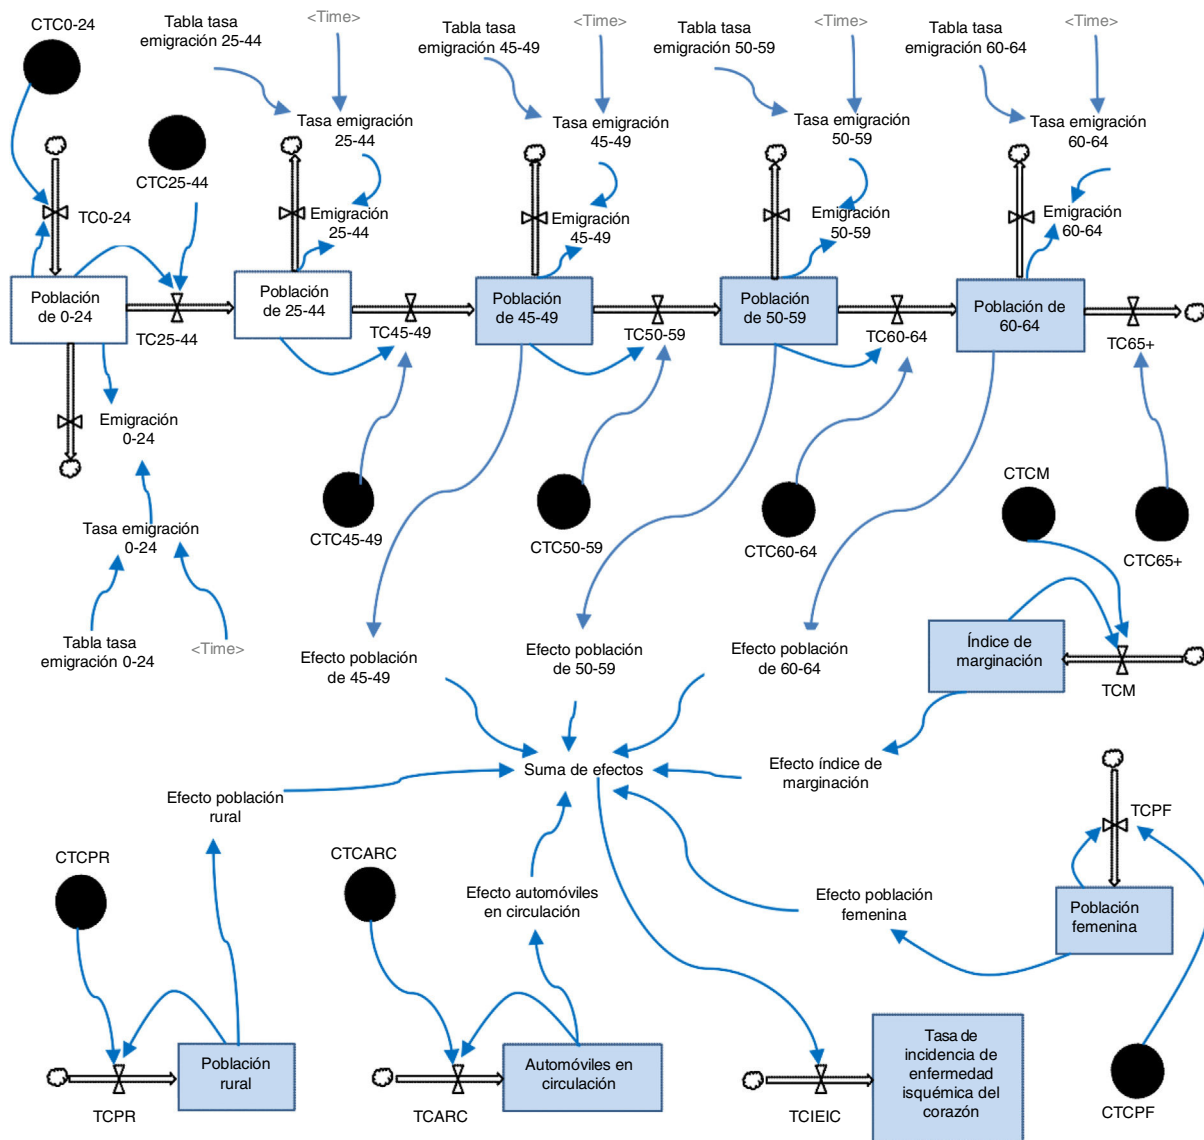 CTC0-24
Tabla tasa
emigración 25-44
<Time>
Tabla tasa
emigración 45-49
<Time>
Tabla tasa
emigración 50-59
<Time>
Tabla tasa
emigración 60-64
<Time>
Tasa emigración
25-44
Tasa emigración
45-49
Tasa emigración
50-59
Tasa emigración
60-64
CTC25-44
TC0-24
Emigración
25-44
Emigración
45-49
Emigración
50-59
Emigración
60-64
Población
de 0-24
Población
de 25-44
Población
de 45-49
Población
de 50-59
Población de
60-64
TC25-44
TC45-49
TC50-59
TC60-64
TC65+
Emigración
0-24
CTCM
Tasa emigración
0-24
CTC45-49
CTC50-59
CTC60-64
CTC65+
Tabla tasa
emigración 0-24
<Time>
Efecto población
de 45-49
Efecto población
de 50-59
Efecto población
de 60-64
Índice de
marginación
TCM
Suma de efectos
Efecto índice de
marginación
Efecto población
rural
TCPF
CTCPR
CTCARC
Efecto automóviles
en circulación
Efecto población
femenina
Población
femenina
Población
rural
Automóviles en
circulación
Tasa de
incidencia de
enfermedad
isquémica del
corazón
TCPR
TCARC
TCIEIC
CTCPF